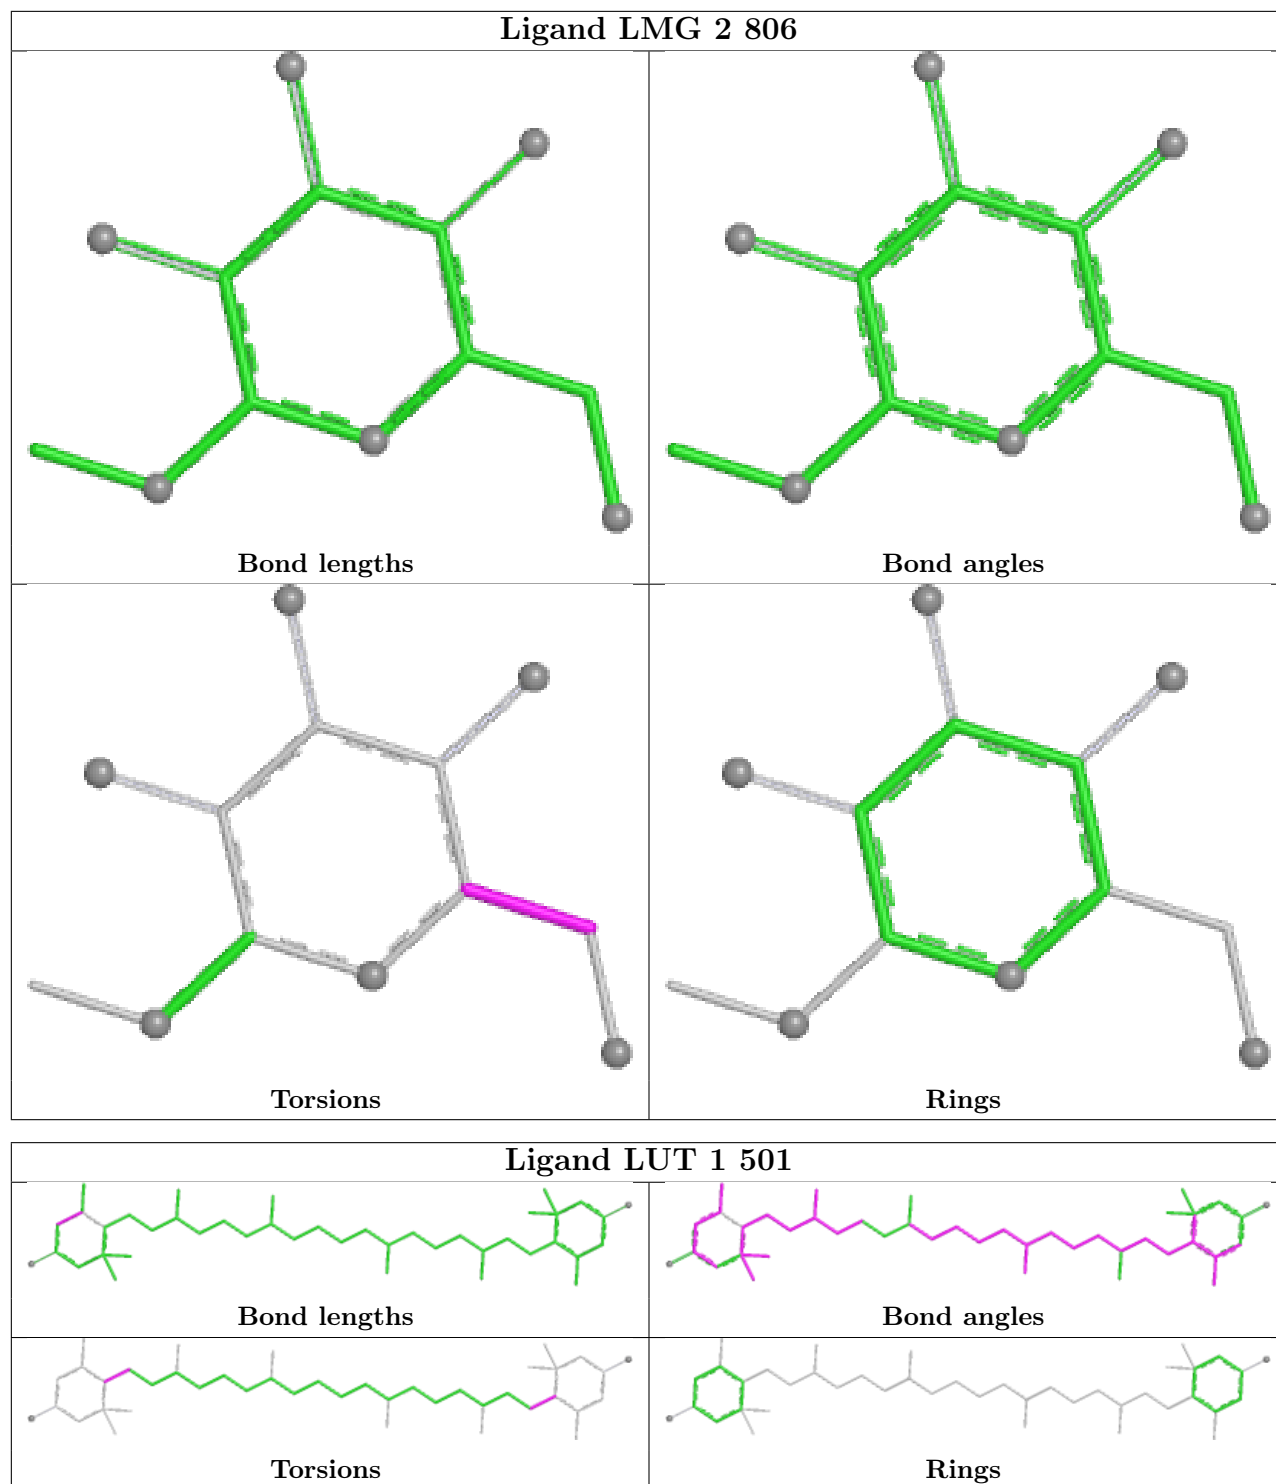 Ligand LMG 2 806
Bond lengths
Bond angles
Torsions
Rings
Ligand LUT 1 501
Bond lengths
Bond angles
Torsions
Rings